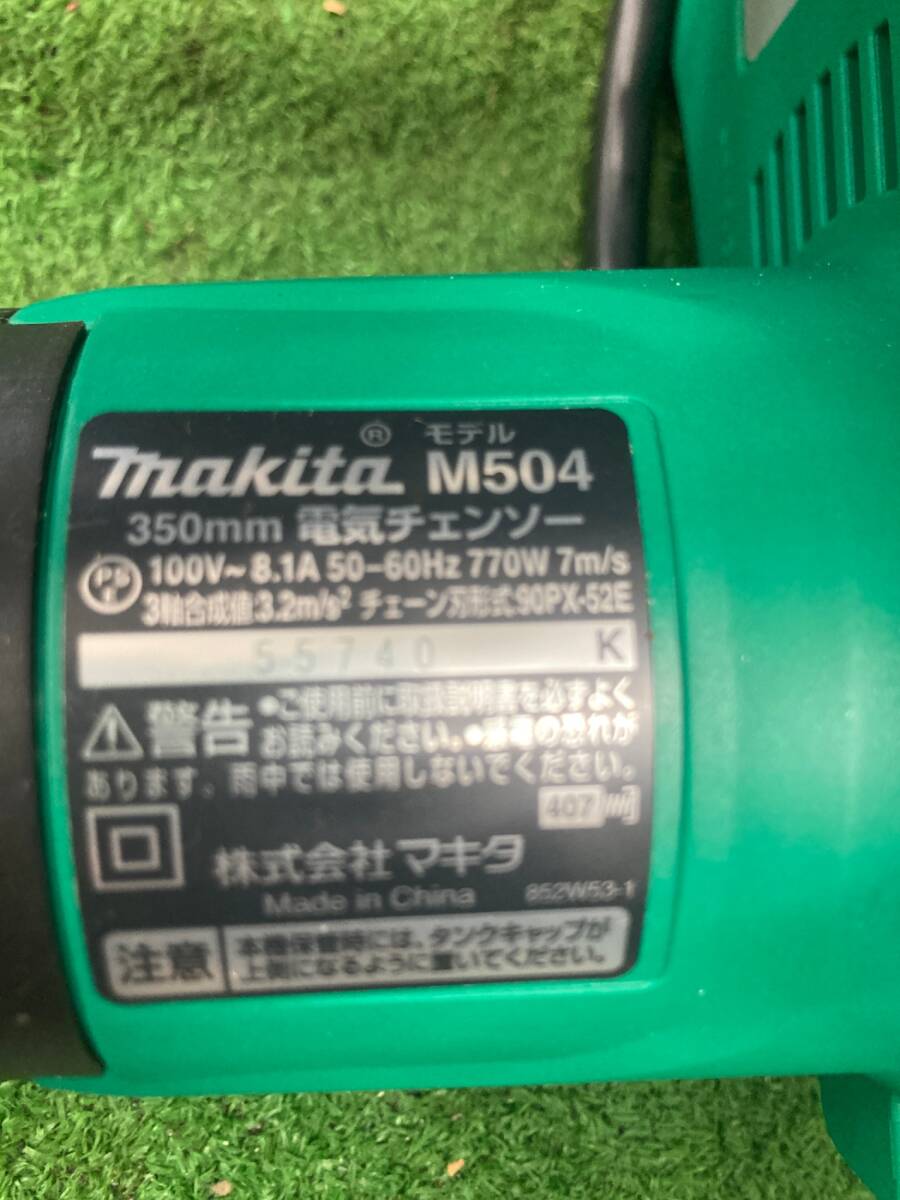 makita® モデル M504
350mm 電気チェンソー
PS E 100V~ 8.1A 50-60Hz 770W 7m/s
3軸合成値 3.2m/s² チェーン刃形式 90PX-52E
55740 K
警告 •ご使用前に取扱説明書を必ずよく
お読みください。•感電の恐れが
あります。雨中では使用しないでください。
407
株式会社マキタ
Made in China 852W53-1
注意 本機保管時には、タンクキャップが
上側になるように置いてください。